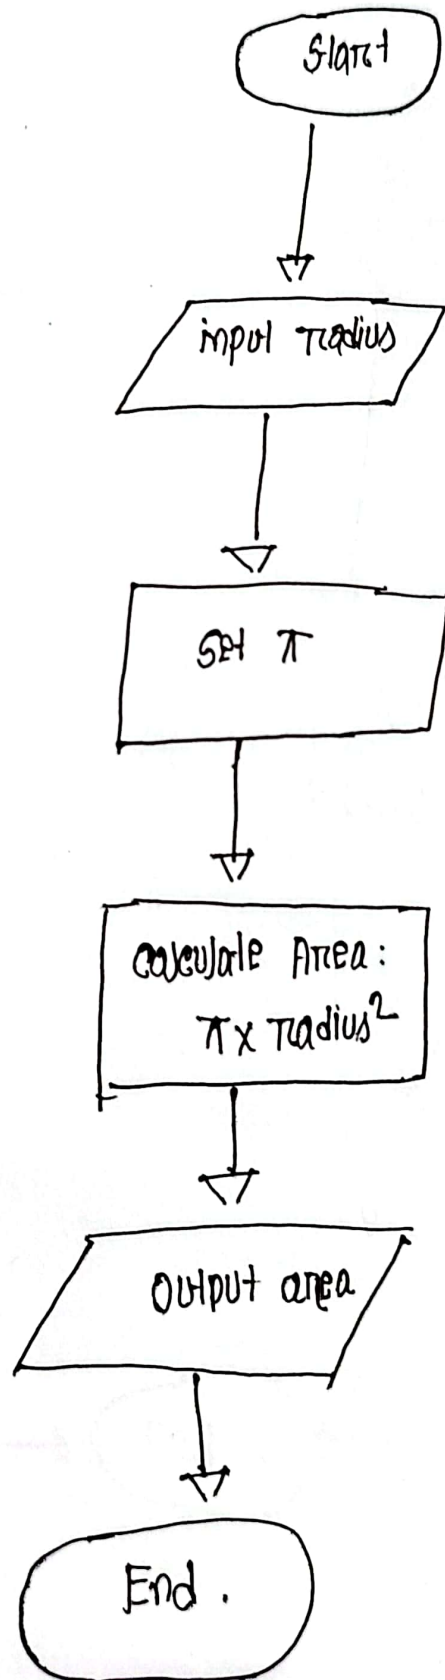 Start
input radius
Set π
calculate Area:
π x radius²
output area
End.